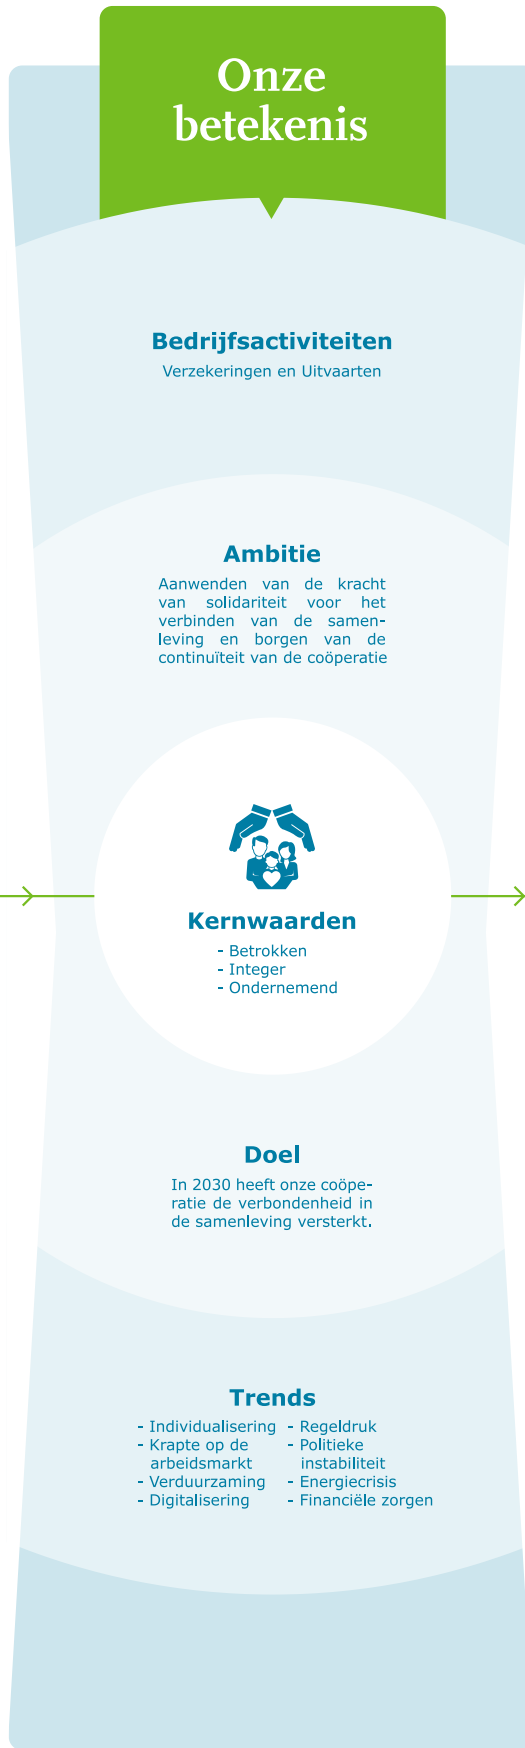 Onze
betekenis
Bedrijfsactiviteiten
Verzekeringen en Uitvaarten
Ambitie
Aanwenden van de kracht
van solidariteit voor het
verbinden van de samen-
leving en borgen van de
continuïteit van de coöperatie
Kernwaarden
- Betrokken
- Integer
- Ondernemend
Doel
In 2030 heeft onze coöpe-
ratie de verbondenheid in
de samenleving versterkt.
Trends
- Individualisering
- Krapte op de
arbeidsmarkt
- Verduurzaming
- Digitalisering
- Regeldruk
- Politieke
instabiliteit
- Energiecrisis
- Financiële zorgen